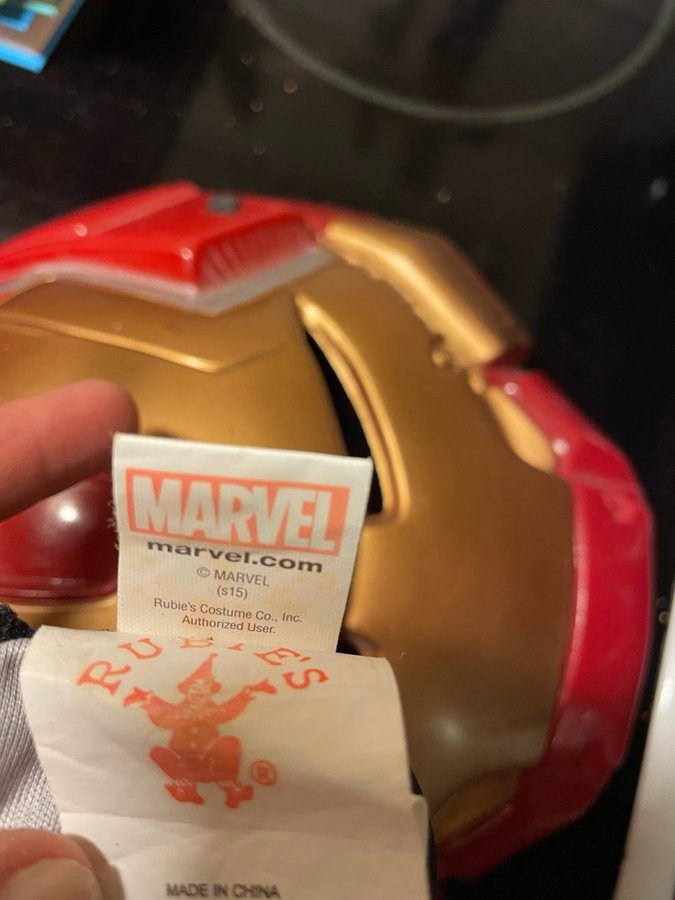 MARVEL
marvel.com
© MARVEL
(s15)
Rubie's Costume Co., Inc.
Authorized User.
RUBIE'S
®
MADE IN CHINA